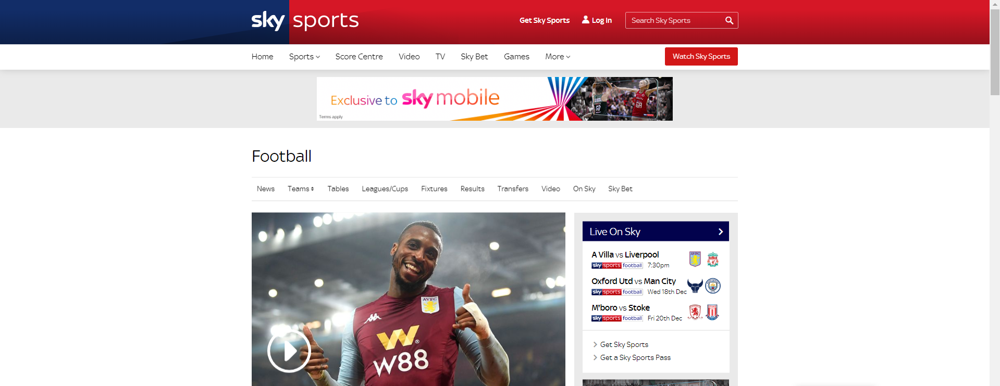 sky sports
Get Sky Sports
Log In
Search Sky Sports
Home
Sports
Score Centre
Video
TV
Sky Bet
Games
More
Watch Sky Sports
Exclusive to sky mobile
Terms apply
GA
Football
News
Teams
Tables
Leagues/Cups
Fixtures
Results
Transfers
Video
On Sky
Sky Bet
AVFC
W88
Live On Sky
A Villa vs Liverpool
sky sports football 7:30pm
AVFC
Oxford Utd vs Man City
sky sports football Wed 18th Dec
M'boro vs Stoke
sky sports football Fri 20th Dec
Get Sky Sports
Get a Sky Sports Pass